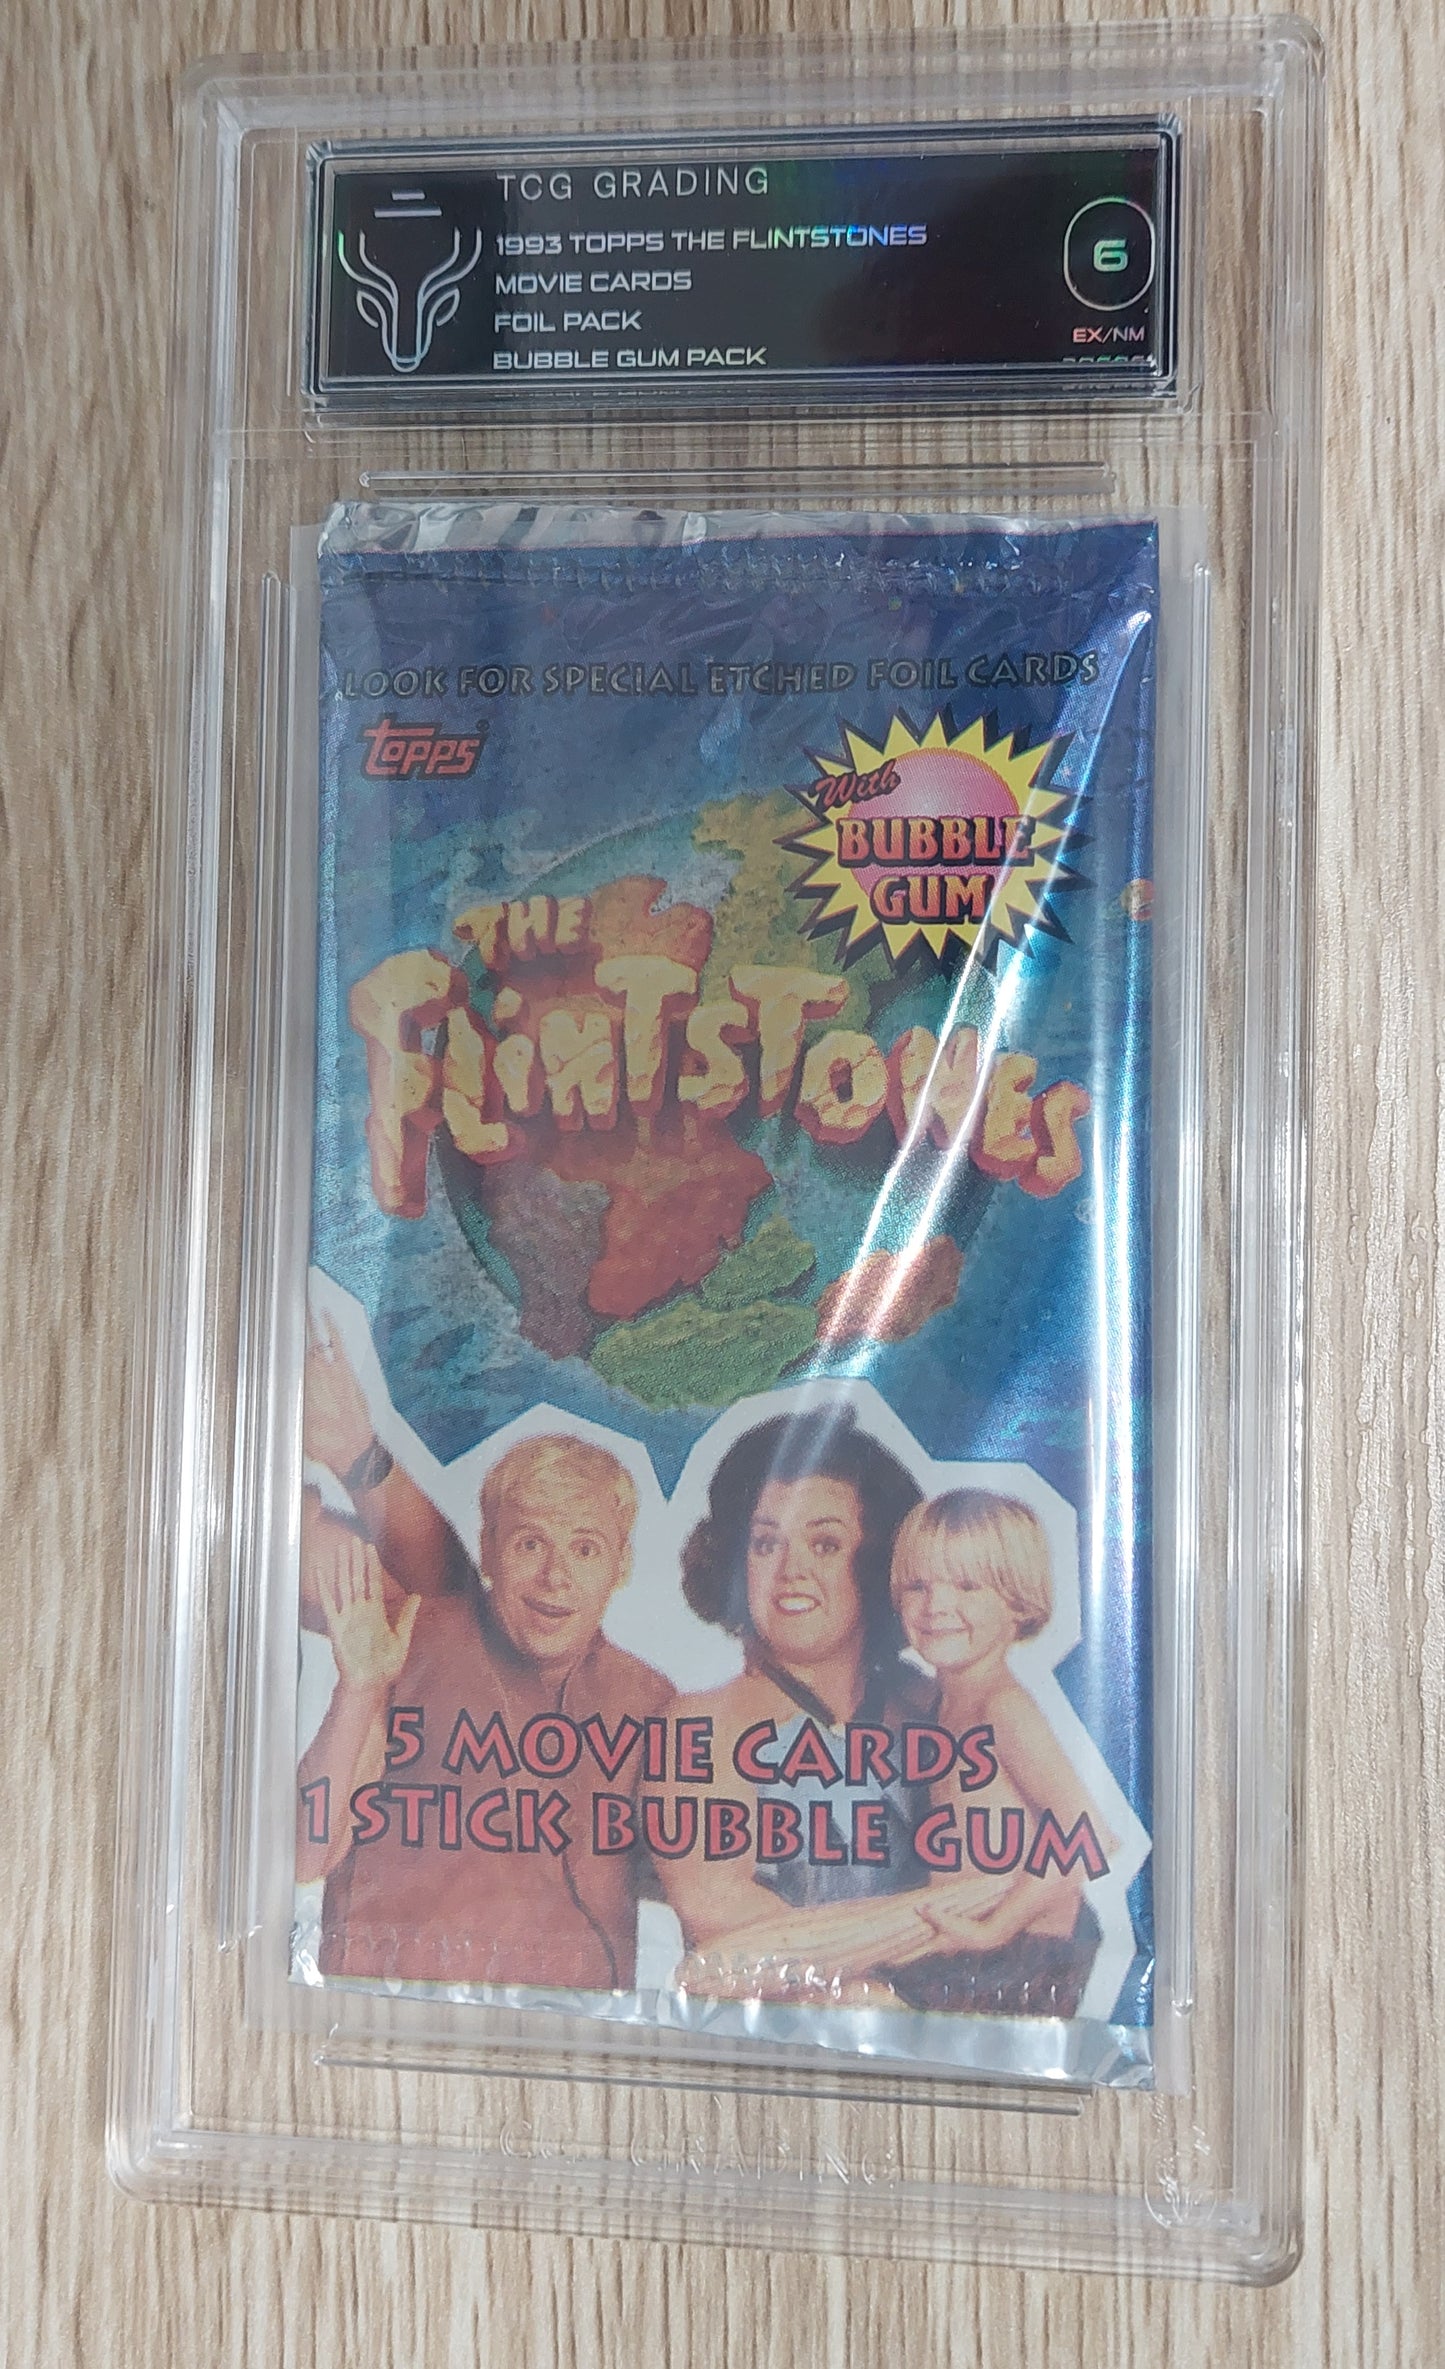 TCG GRADING
1993 TOPPS THE FLINTSTONES
MOVIE CARDS
FOIL PACK
BUBBLE GUM PACK
6
EX/NM
LOOK FOR SPECIAL ETCHED FOIL CARDS
TOPPS®
With
BUBBLE
GUM
THE
FLINTSTONES
5 MOVIE CARDS
1 STICK BUBBLE GUM
TCG GRADING